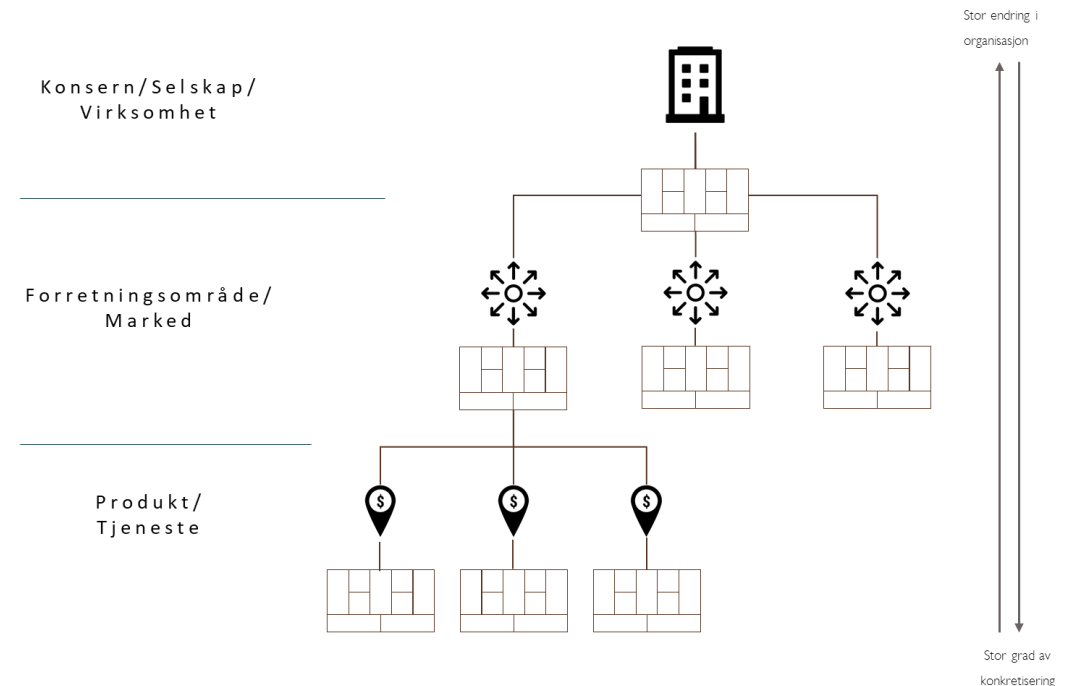 Stor endring i
organisasjon
Konsern/Selskap/
Virksomhet
Forretningsområde/
Marked
Produkt/
Tjeneste
$ $ $
Stor grad av
konkretisering